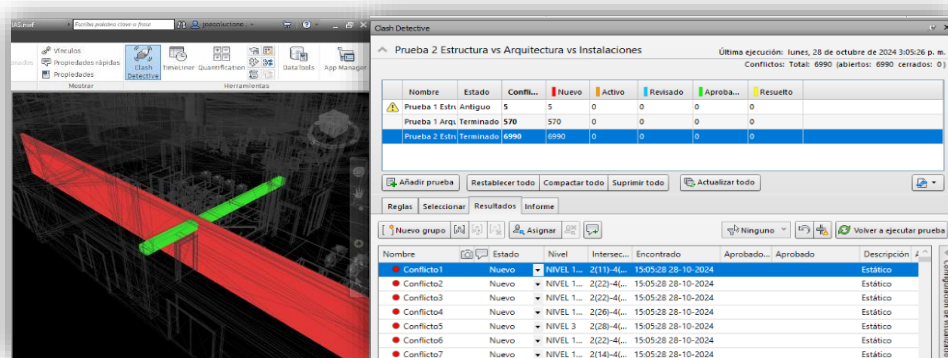 AS.nwf
Escriba palabra clave o frase
Clash Detective
Vínculos
Propiedades rápidas
Propiedades
Clash Detective
TimeLiner
Quantification
DataTools
App Manager
Mostrar
Herramientas
Prueba 2 Estructura vs Arquitectura vs Instalaciones
Última ejecución: lunes, 28 de octubre de 2024 3:05:26 p. m.
Conflictos: Total: 6990 (abiertos: 6990 cerrados: 0)
Nombre Estado Confli... Nuevo Activo Revisado Aproba... Resuelto
Prueba 1 Estru Antiguo 5 5 0 0 0 0
Prueba 1 Arqu Terminado 570 570 0 0 0 0
Prueba 2 Estru Terminado 6990 6990 0 0 0 0
Añadir prueba Restablecer todo Compactar todo Suprimir todo Actualizar todo
Reglas Seleccionar Resultados Informe
Nuevo grupo Asignar Ninguno Volver a ejecutar prueba
Nombre Estado Nivel Intersec... Encontrado Aprobado... Aprobado Descripción
Conflicto1 Nuevo NIVEL 1... 2(11)-4(... 15:05:28 28-10-2024 Estático
Conflicto2 Nuevo NIVEL 1... 2(22)-4(... 15:05:28 28-10-2024 Estático
Conflicto3 Nuevo NIVEL 1... 2(22)-4(... 15:05:28 28-10-2024 Estático
Conflicto4 Nuevo NIVEL 1... 2(26)-4(... 15:05:28 28-10-2024 Estático
Conflicto5 Nuevo NIVEL 3 2(28)-4(... 15:05:28 28-10-2024 Estático
Conflicto6 Nuevo NIVEL 1... 2(22)-4(... 15:05:28 28-10-2024 Estático
Conflicto7 Nuevo NIVEL 1... 2(14)-4(... 15:05:28 28-10-2024 Estático